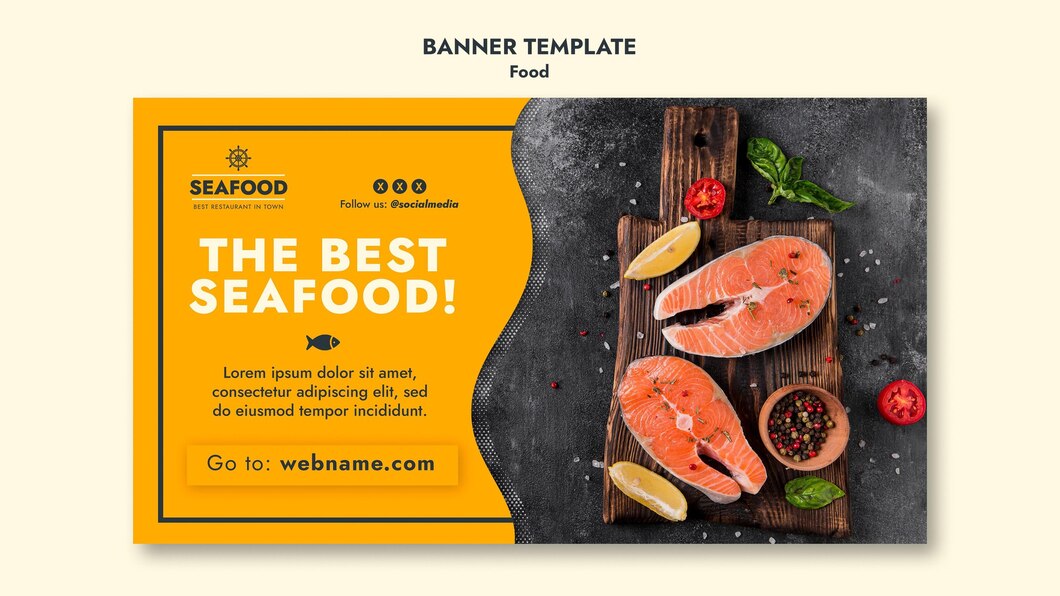 BANNER TEMPLATE
Food
SEAFOOD
BEST RESTAURANT IN TOWN
X X X
Follow us: @socialmedia
THE BEST
SEAFOOD!
Lorem ipsum dolor sit amet,
consectetur adipiscing elit, sed
do eiusmod tempor incididunt.
Go to: webname.com